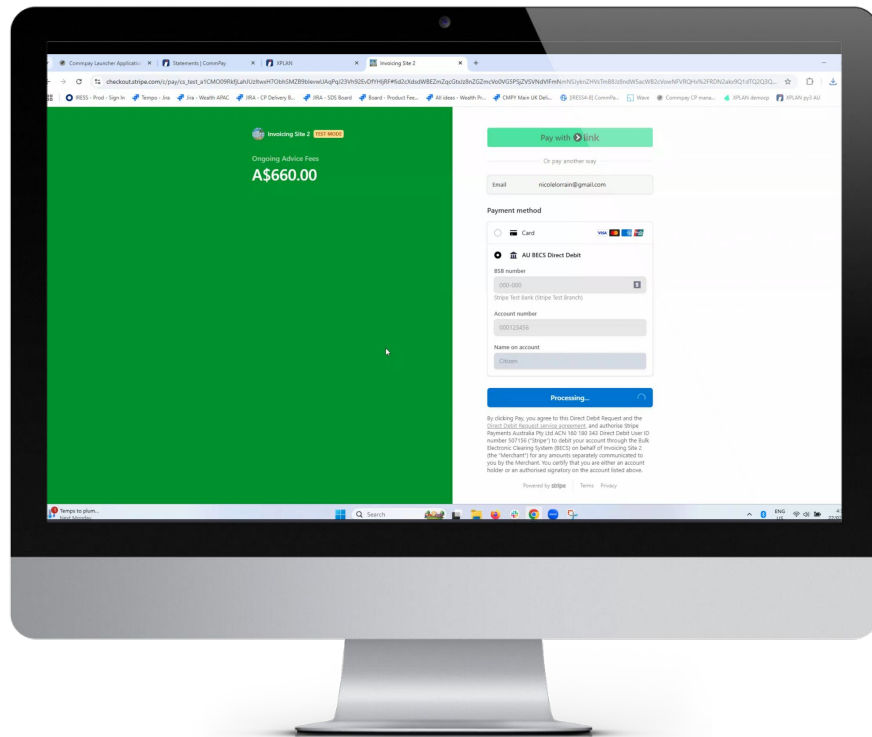 Commpay Launcher Application
Statements | CommPay
XPLAN
Invoicing Site 2
IRESS - Prod - Sign In
Tempo - Jira
Jira - Wealth APAC
JIRA - CP Delivery B...
JIRA - SDS Board
Board - Product Fee...
All ideas - Wealth Pr...
CMPY Main UK Deli...
[IRESSA-8] CommPa...
Wave
Commpay CP mana...
XPLAN demoxp
XPLAN py3 AU
Invoicing Site 2 TEST MODE
Ongoing Advice Fees
A$660.00
Pay with link
Or pay another way
Email nicolelorrain@gmail.com
Payment method
Card VISA
AU BECS Direct Debit
BSB number
000-000
Stripe Test Bank (Stripe Test Branch)
Account number
000123456
Name on account
Citizen
Processing...
By clicking Pay, you agree to this Direct Debit Request and the
Direct Debit Request service agreement, and authorise Stripe
Payments Australia Pty Ltd ACN 160 180 343 Direct Debit User ID
number 507156 ("Stripe") to debit your account through the Bulk
Electronic Clearing System (BECS) on behalf of Invoicing Site 2
(the "Merchant") for any amounts separately communicated to
you by the Merchant. You certify that you are either an account
holder or an authorised signatory on the account listed above.
Powered by stripe Terms Privacy
Temps to plum...
Next Monday
Search
ENG
US